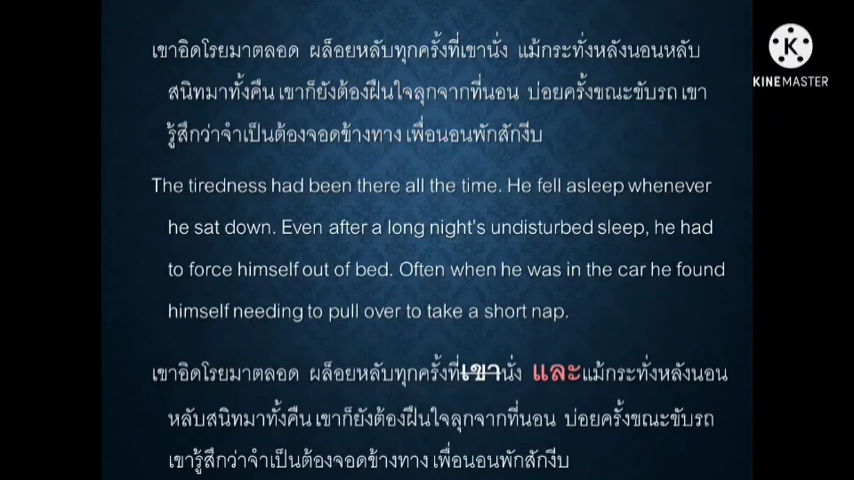 เขาอิดโรยมาตลอด ผล็อยหลับทุกครั้งที่เขานั่ง แม้กระทั่งหลังนอนหลับ
สนิทมาทั้งคืน เขาก็ยังต้องฝืนใจลุกจากที่นอน บ่อยครั้งขณะขับรถ เขา
รู้สึกว่าจำเป็นต้องจอดข้างทาง เพื่อนอนพักสักงีบ
The tiredness had been there all the time. He fell asleep whenever
he sat down. Even after a long night's undisturbed sleep, he had
to force himself out of bed. Often when he was in the car he found
himself needing to pull over to take a short nap.
เขาอิดโรยมาตลอด ผล็อยหลับทุกครั้งที่เขานั่ง และแม้กระทั่งหลังนอน
หลับสนิทมาทั้งคืน เขาก็ยังต้องฝืนใจลุกจากที่นอน บ่อยครั้งขณะขับรถ
เขารู้สึกว่าจำเป็นต้องจอดข้างทาง เพื่อนอนพักสักงีบ
K
KINEMASTER